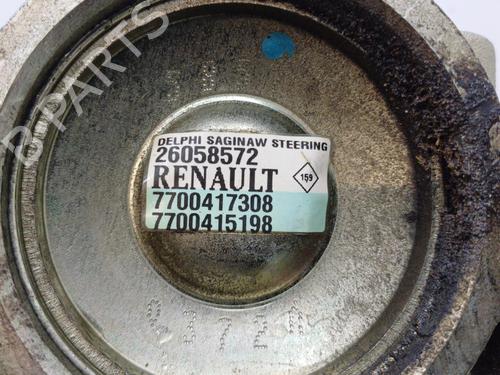 B-PARTS
DELPHI SAGINAW STEERING
26058572
RENAULT
159
7700417308
7700415198